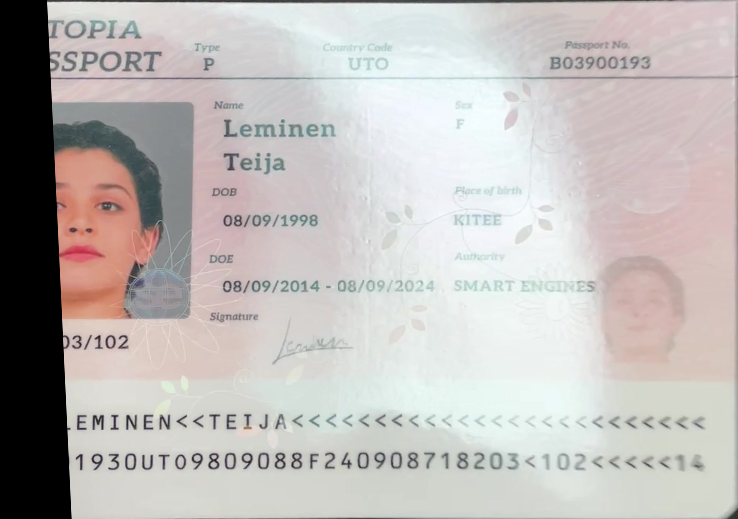 TOPIA
SSPORT
Type
P
Country Code
UTO
Passport No.
B03900193
Name
Leminen
Teija
Sex
F
DOB
08/09/1998
Place of birth
KITEE
DOE
08/09/2014 - 08/09/2024
Authority
SMART ENGINES
Signature
03/102
LEMINEN<<TEIJA<<<<<<<<<<<<<<<<<<<<<<<<<
1930UTO9809088F240908718203<102<<<<<14